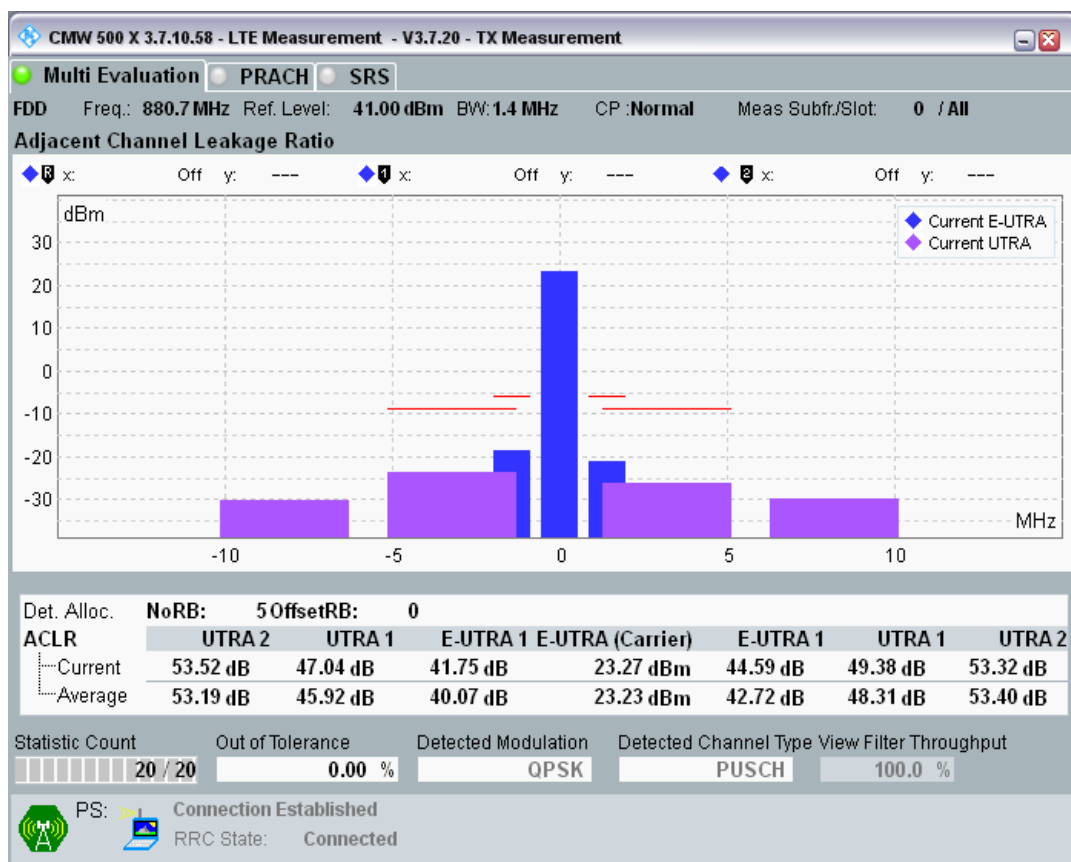 CMW 500 X 3.7.10.58 - LTE Measurement - V3.7.20 - TX Measurement
Multi Evaluation PRACH SRS
FDD Freq.: 880.7 MHz Ref. Level: 41.00 dBm BW: 1.4 MHz CP :Normal Meas Subfr./Slot: 0 / All
Adjacent Channel Leakage Ratio
R x: Off y: --- 1 x: Off y: --- 2 x: Off y: ---
dBm
Current E-UTRA
Current UTRA
30
20
10
0
-10
-20
-30
MHz
-10 -5 0 5 10
Det. Alloc. NoRB: 5 OffsetRB: 0
ACLR UTRA 2 UTRA 1 E-UTRA 1 E-UTRA (Carrier) E-UTRA 1 UTRA 1 UTRA 2
Current 53.52 dB 47.04 dB 41.75 dB 23.27 dBm 44.59 dB 49.38 dB 53.32 dB
Average 53.19 dB 45.92 dB 40.07 dB 23.23 dBm 42.72 dB 48.31 dB 53.40 dB
Statistic Count Out of Tolerance Detected Modulation Detected Channel Type View Filter Throughput
20 / 20 0.00 % QPSK PUSCH 100.0 %
PS: Connection Established
RRC State: Connected